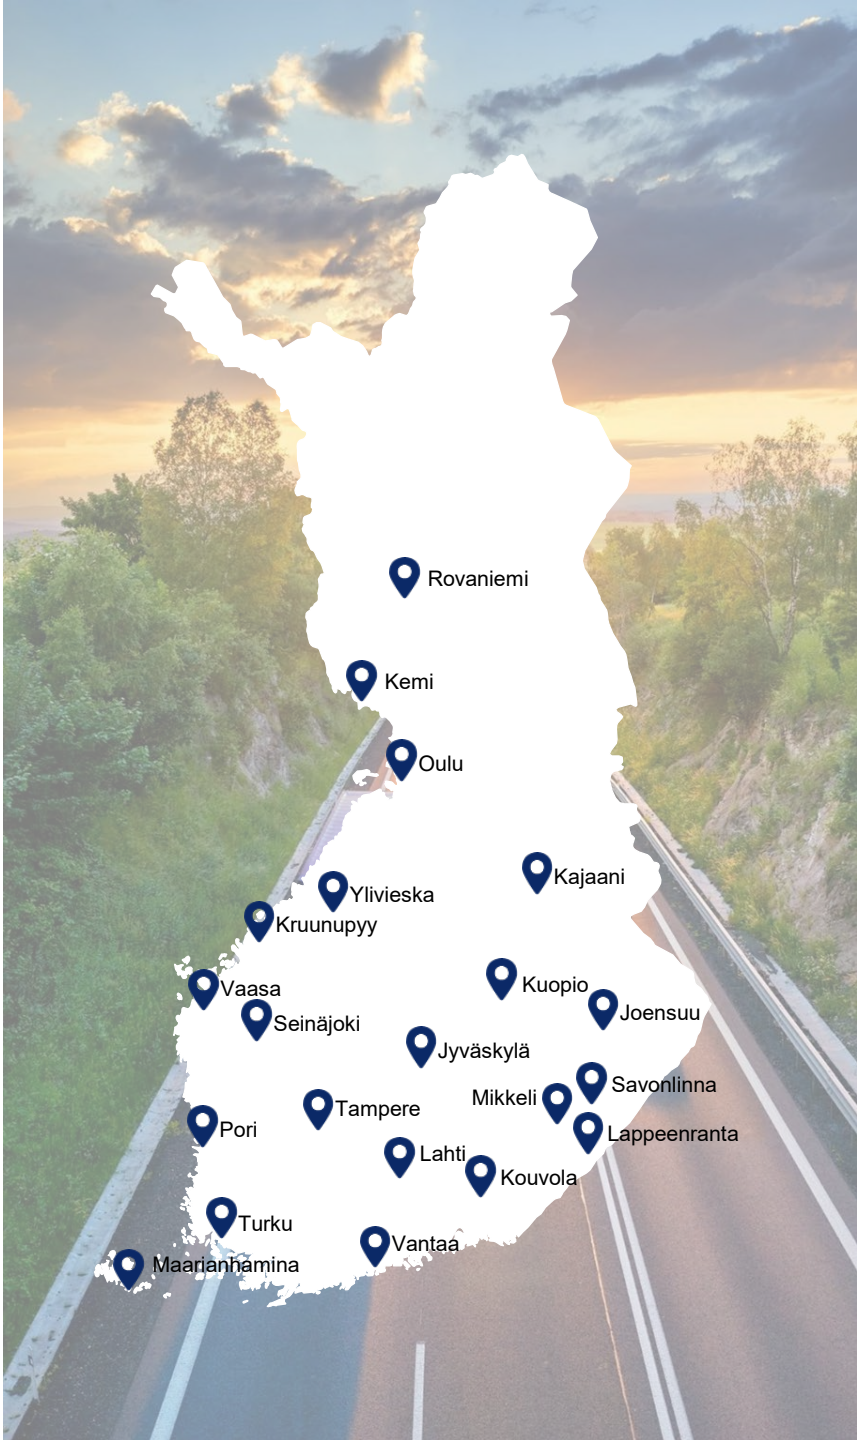 Rovaniemi
Kemi
Oulu
Kajaani
Ylivieska
Kruunupyy
Kuopio
Vaasa
Joensuu
Seinäjoki
Jyväskylä
Savonlinna
Mikkeli
Tampere
Pori
Lappeenranta
Lahti
Kouvola
Turku
Vantaa
Maarianhamina